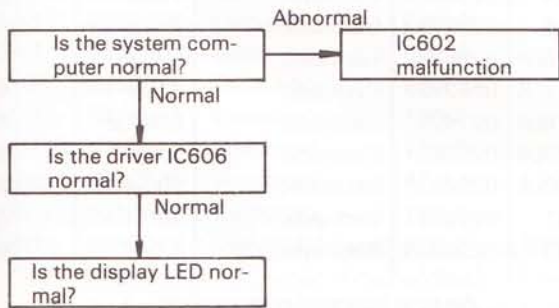 Abnormal
Is the system com-
puter normal?
IC602
malfunction
Normal
Is the driver IC606
normal?
Normal
Is the display LED nor-
mal?